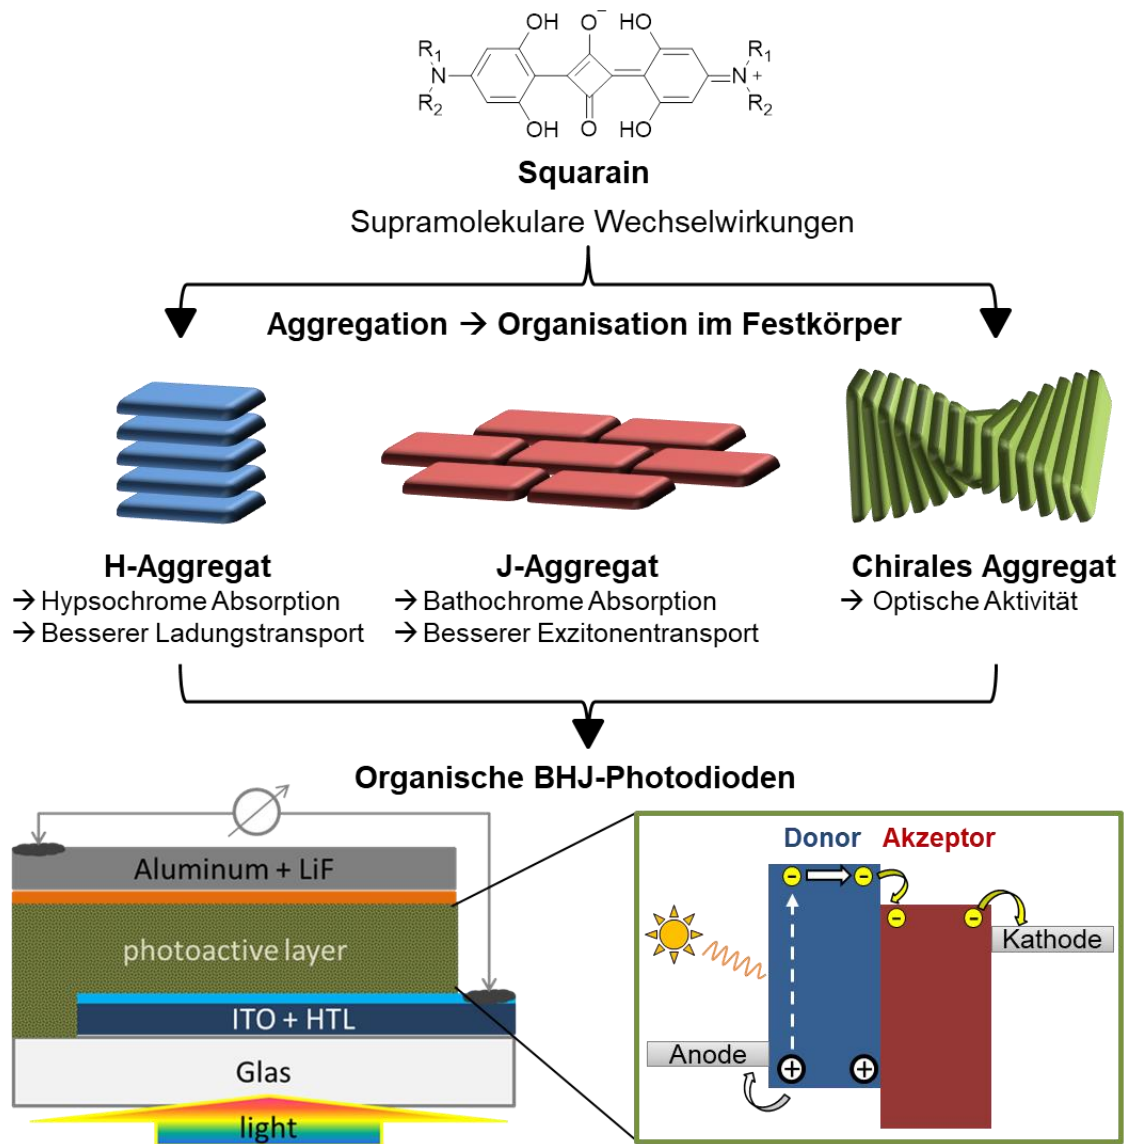 OH O⁻ HO
R₁ R₁
N N⁺
R₂ R₂
OH O HO
Squarain
Supramolekulare Wechselwirkungen
Aggregation → Organisation im Festkörper
H-Aggregat
→ Hypsochrome Absorption
→ Besserer Ladungstransport
J-Aggregat
→ Bathochrome Absorption
→ Besserer Exzitonentransport
Chirales Aggregat
→ Optische Aktivität
Organische BHJ-Photodioden
Aluminum + LiF
photoactive layer
ITO + HTL
Glas
light
Donor Akzeptor
Kathode
Anode